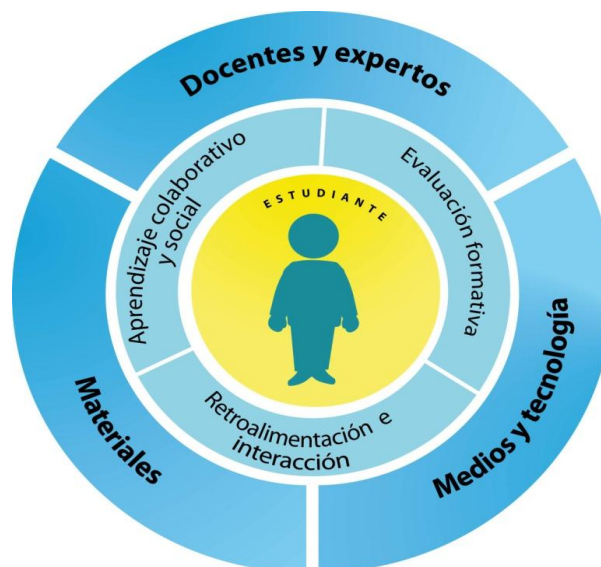 Docentes y expertos
Aprendizaje colaborativo
y social
Evaluación formativa
ESTUDIANTE
Retroalimentación e
interacción
Materiales
Medios y tecnología